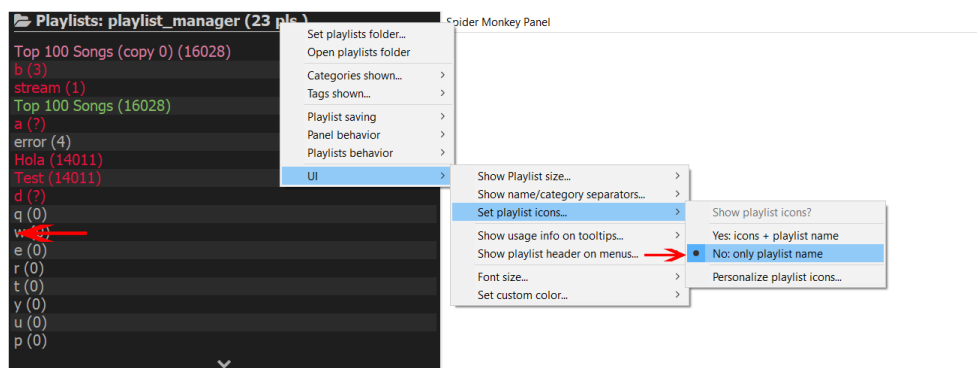 Playlists: playlist_manager (23 pls.)
Top 100 Songs (copy 0) (16028)
b (3)
stream (1)
Top 100 Songs (16028)
a (?)
error (4)
Hola (14011)
Test (14011)
d (?)
q (0)
w (0)
e (0)
r (0)
t (0)
y (0)
u (0)
p (0)
Set playlists folder...
Open playlists folder
Categories shown...
Tags shown...
Playlist saving
Panel behavior
Playlists behavior
UI
Spider Monkey Panel
Show Playlist size...
Show name/category separators...
Set playlist icons...
Show usage info on tooltips...
Show playlist header on menus...
Font size...
Set custom color...
Show playlist icons?
Yes: icons + playlist name
No: only playlist name
Personalize playlist icons...